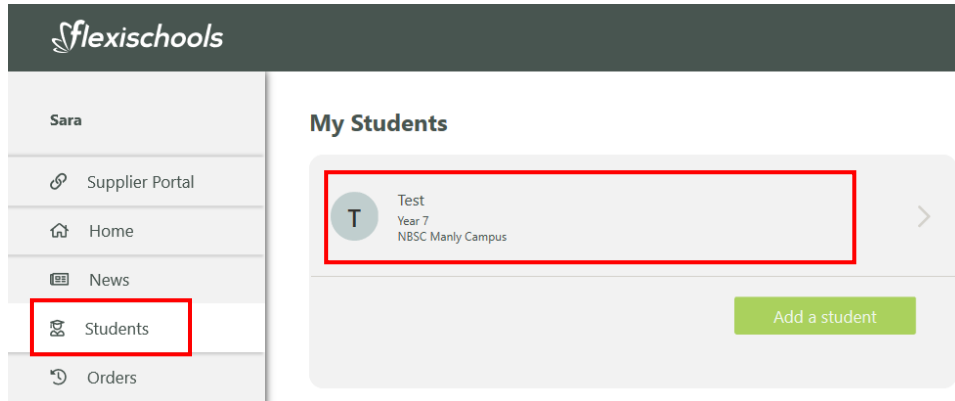 flexischools
Sara
Supplier Portal
Home
News
Students
Orders
My Students
T
Test
Year 7
NBSC Manly Campus
Add a student